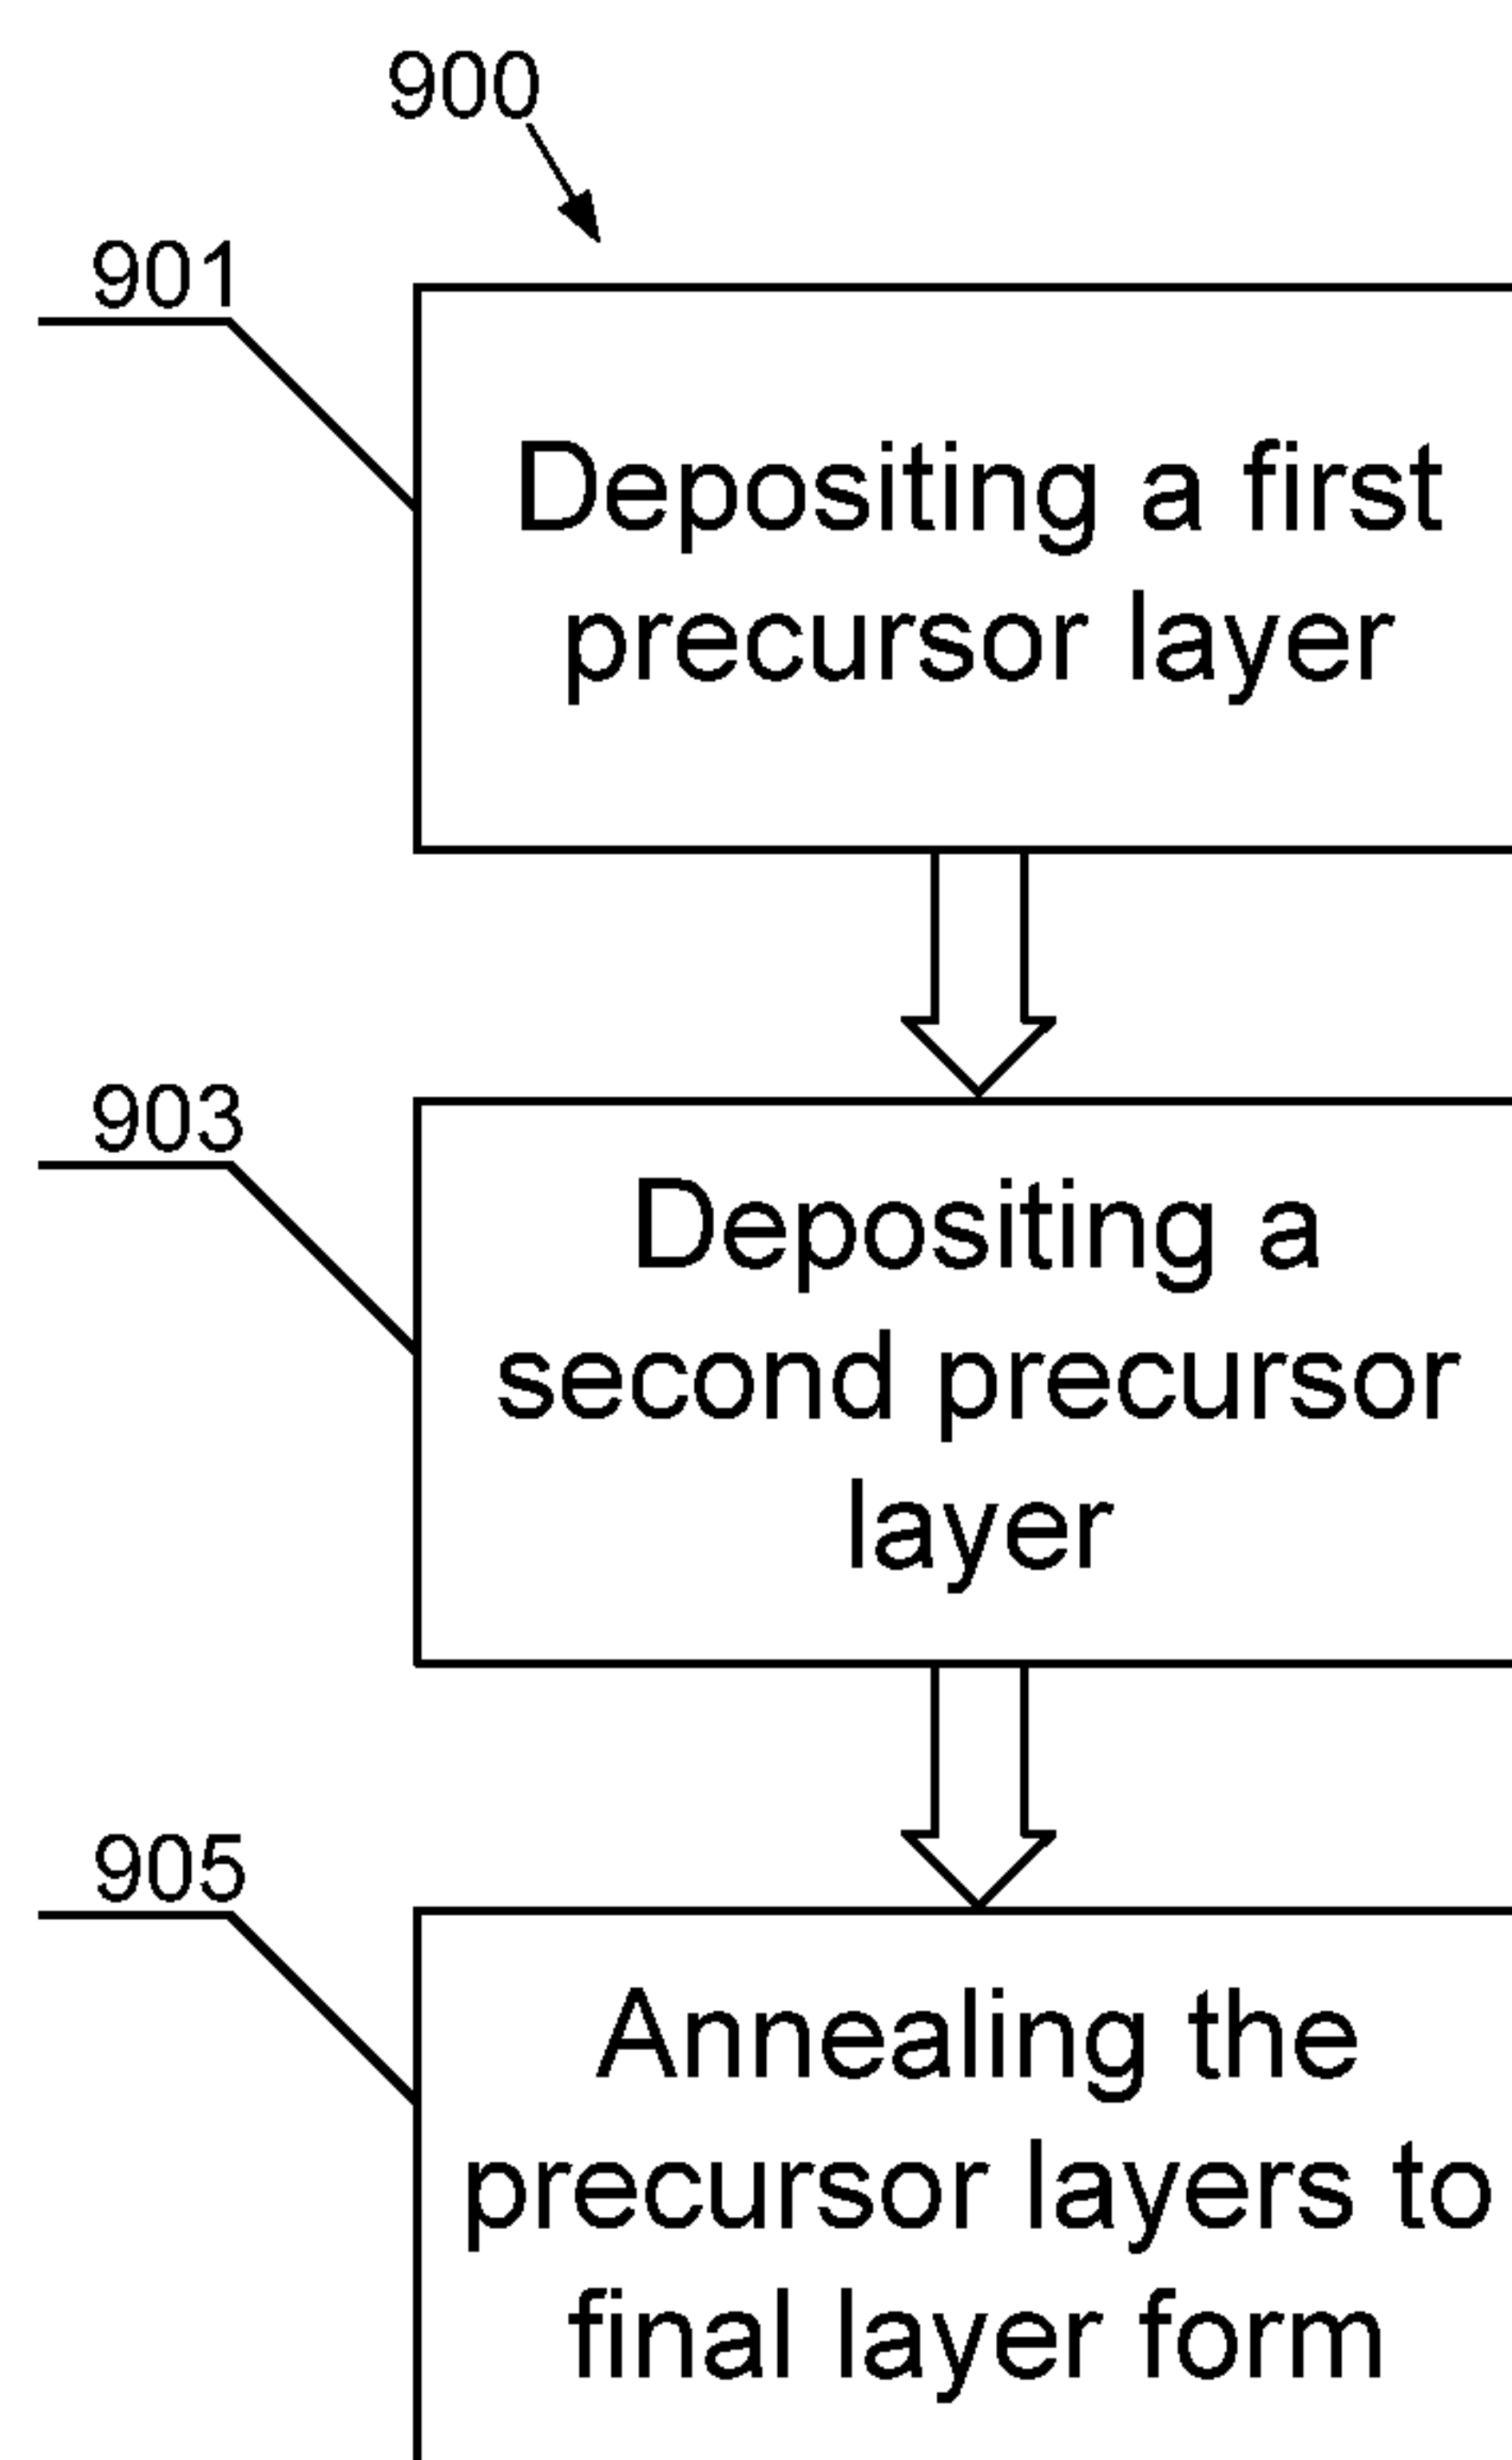 900
901
Depositing a first
precursor layer
903
Depositing a
second precursor
layer
905
Annealing the
precursor layers to
final layer form